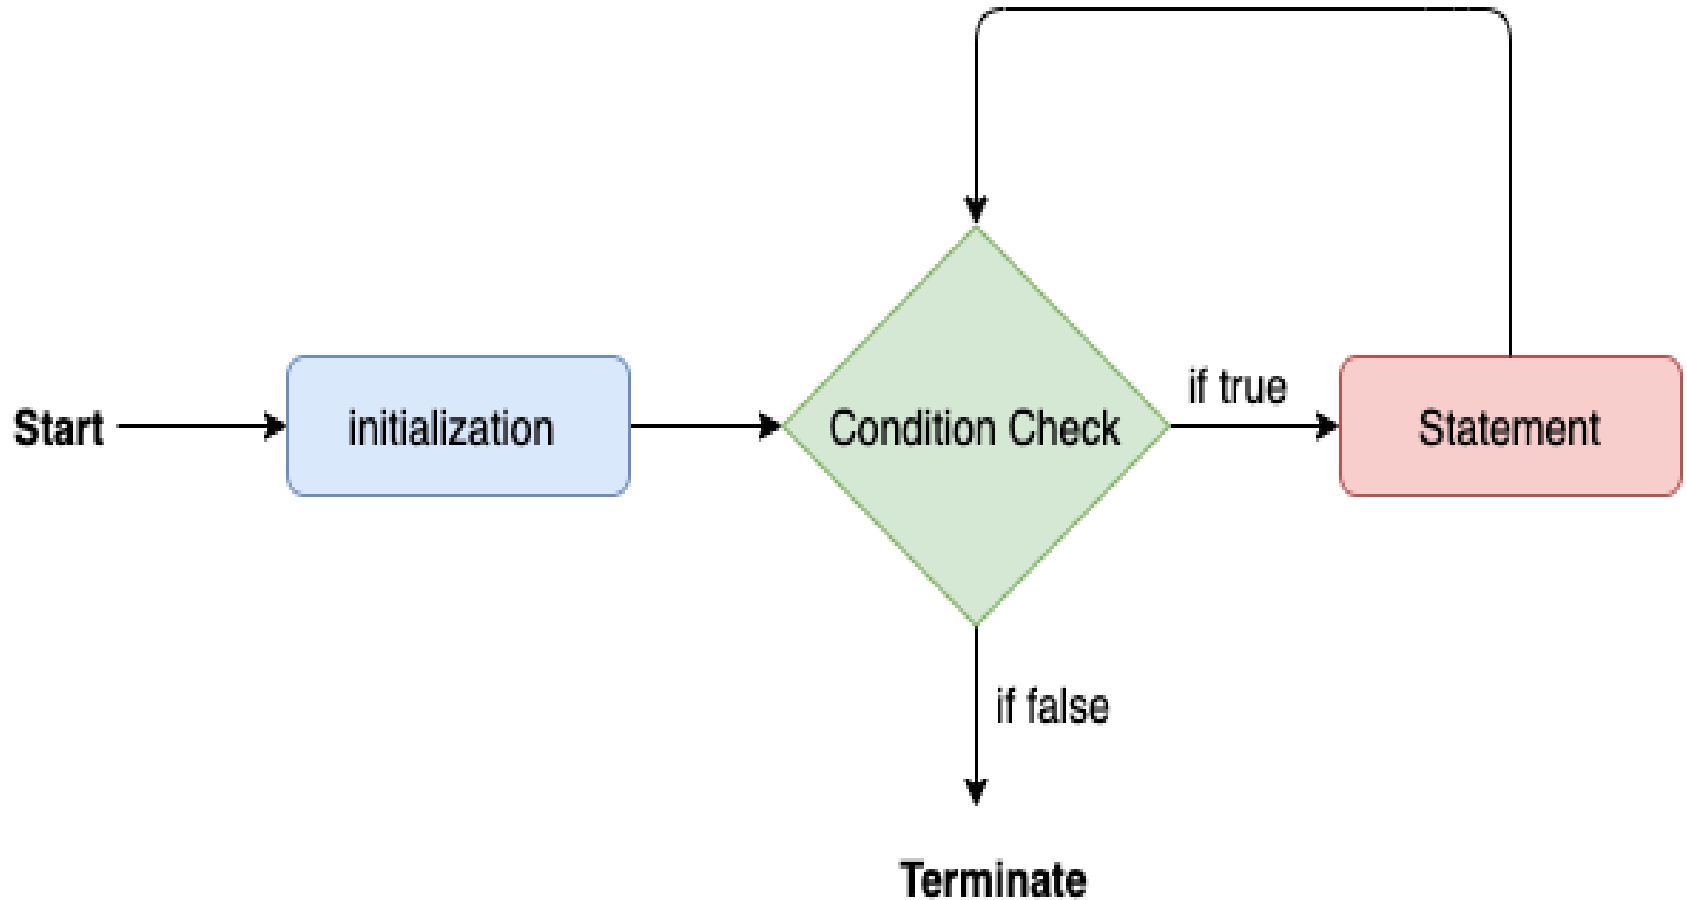 Start
initialization
Condition Check
if true
Statement
if false
Terminate